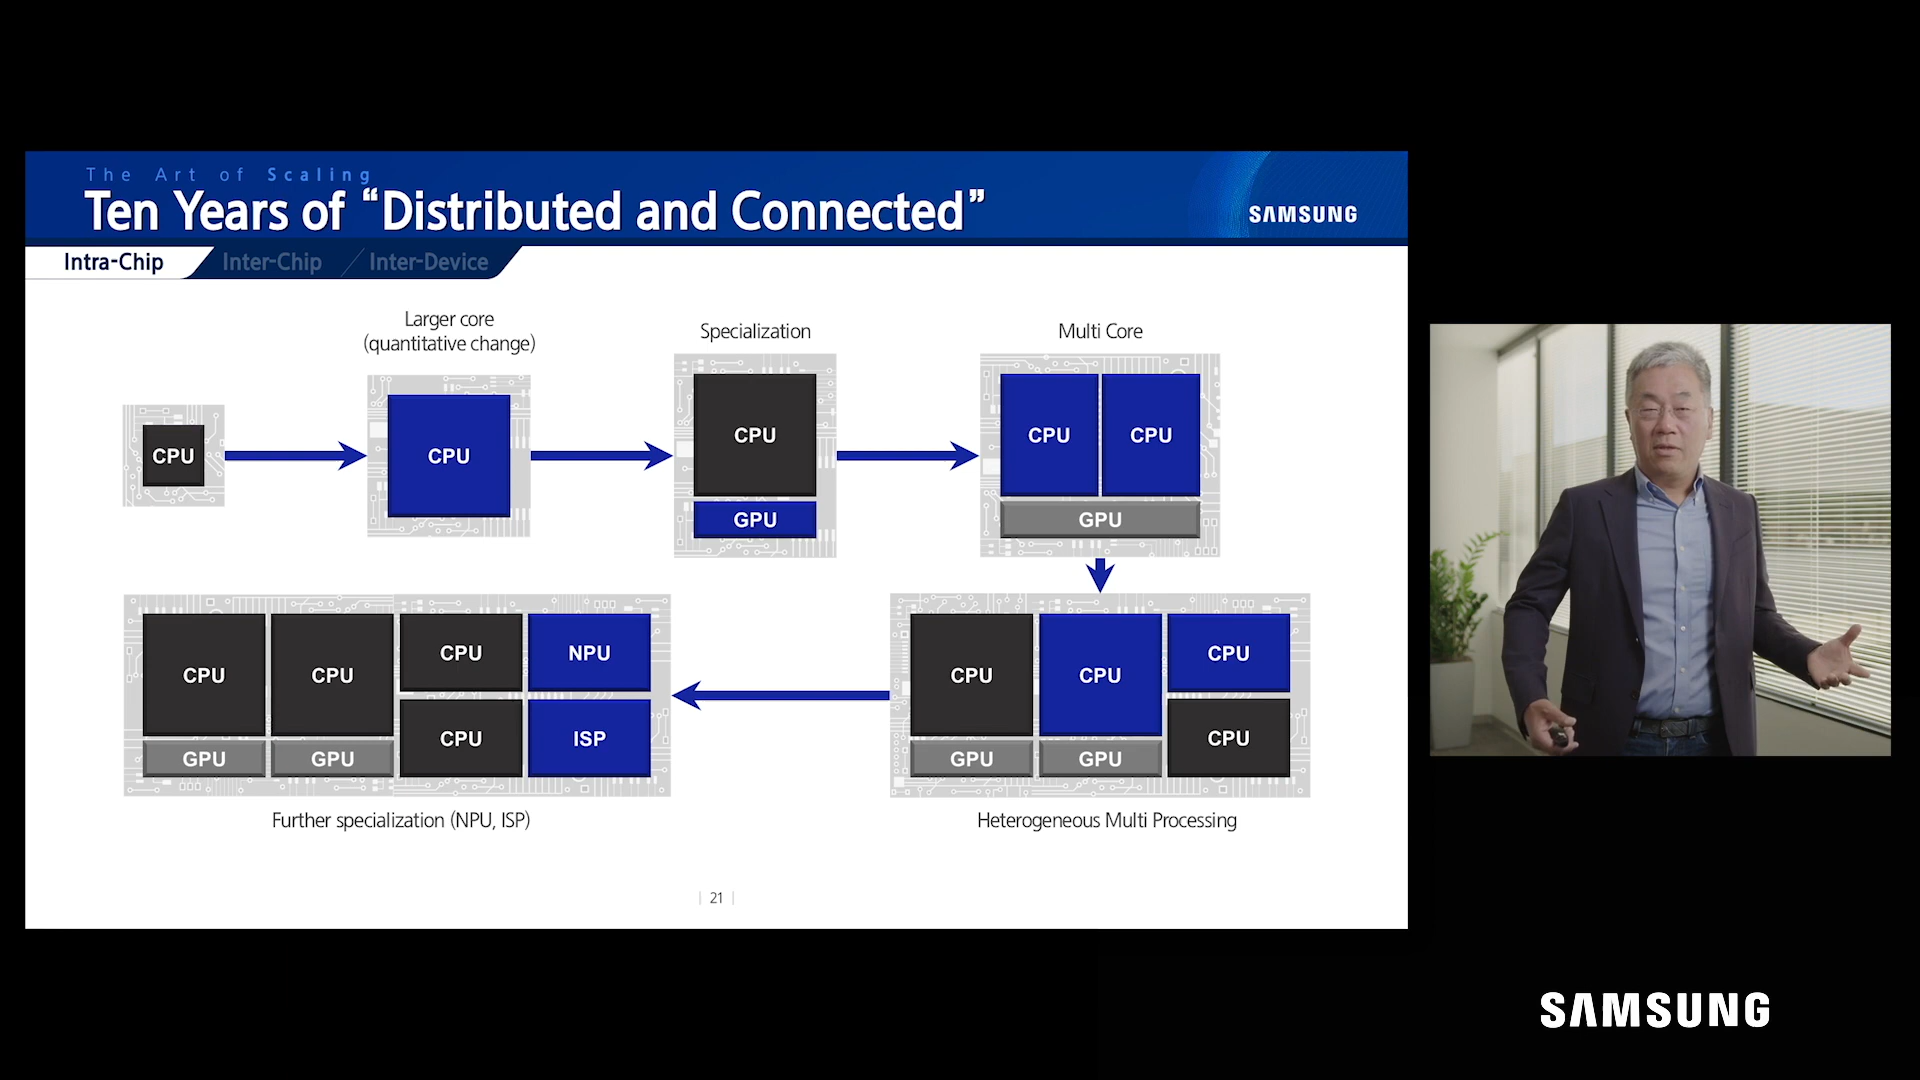 The Art of Scaling
Ten Years of “Distributed and Connected”
SAMSUNG
Intra-Chip
Inter-Chip
Inter-Device
Larger core
(quantitative change)
Specialization
Multi Core
CPU
CPU
CPU
GPU
CPU
CPU
GPU
CPU
CPU
CPU
NPU
CPU
ISP
GPU
GPU
CPU
CPU
CPU
CPU
GPU
GPU
Further specialization (NPU, ISP)
Heterogeneous Multi Processing
| 21 |
SAMSUNG